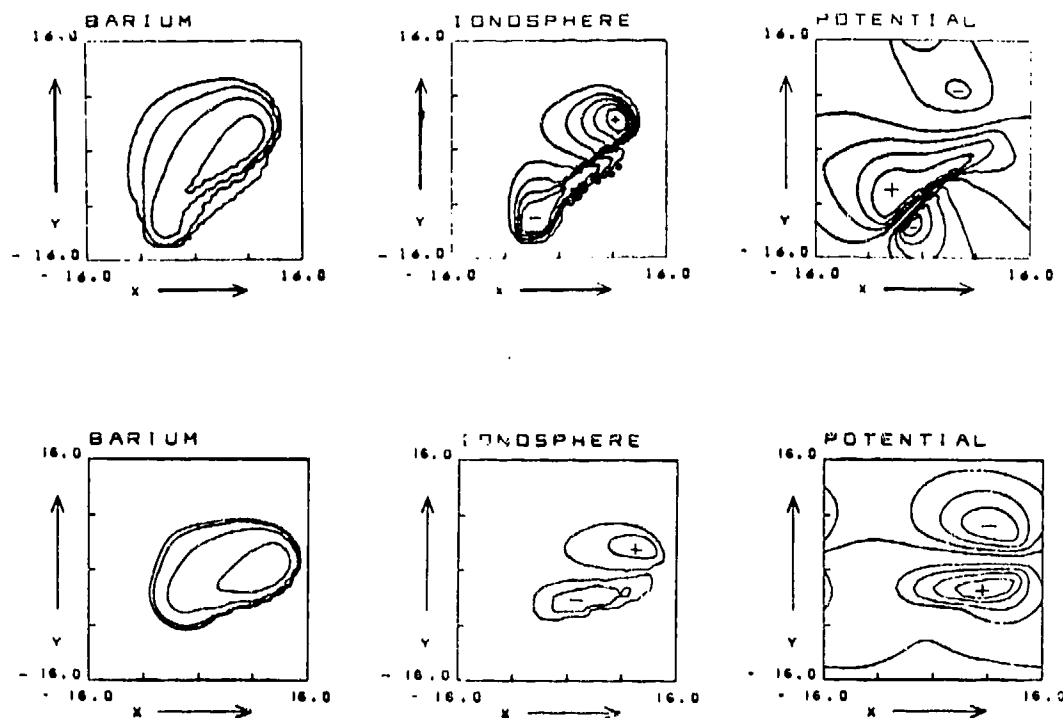 BARIUM IONOSPHERE POTENTIAL
16.0 16.0 16.0
+ - + -
Y Y Y
-16.0 -16.0 -16.0
-16.0 16.0 -16.0 16.0 -16.0 16.0
X X X
BARIUM IONOSPHERE POTENTIAL
16.0 16.0 16.0
+ - - +
Y Y Y
-16.0 -16.0 -16.0
-16.0 16.0 -16.0 16.0 -16.0 16.0
X X X